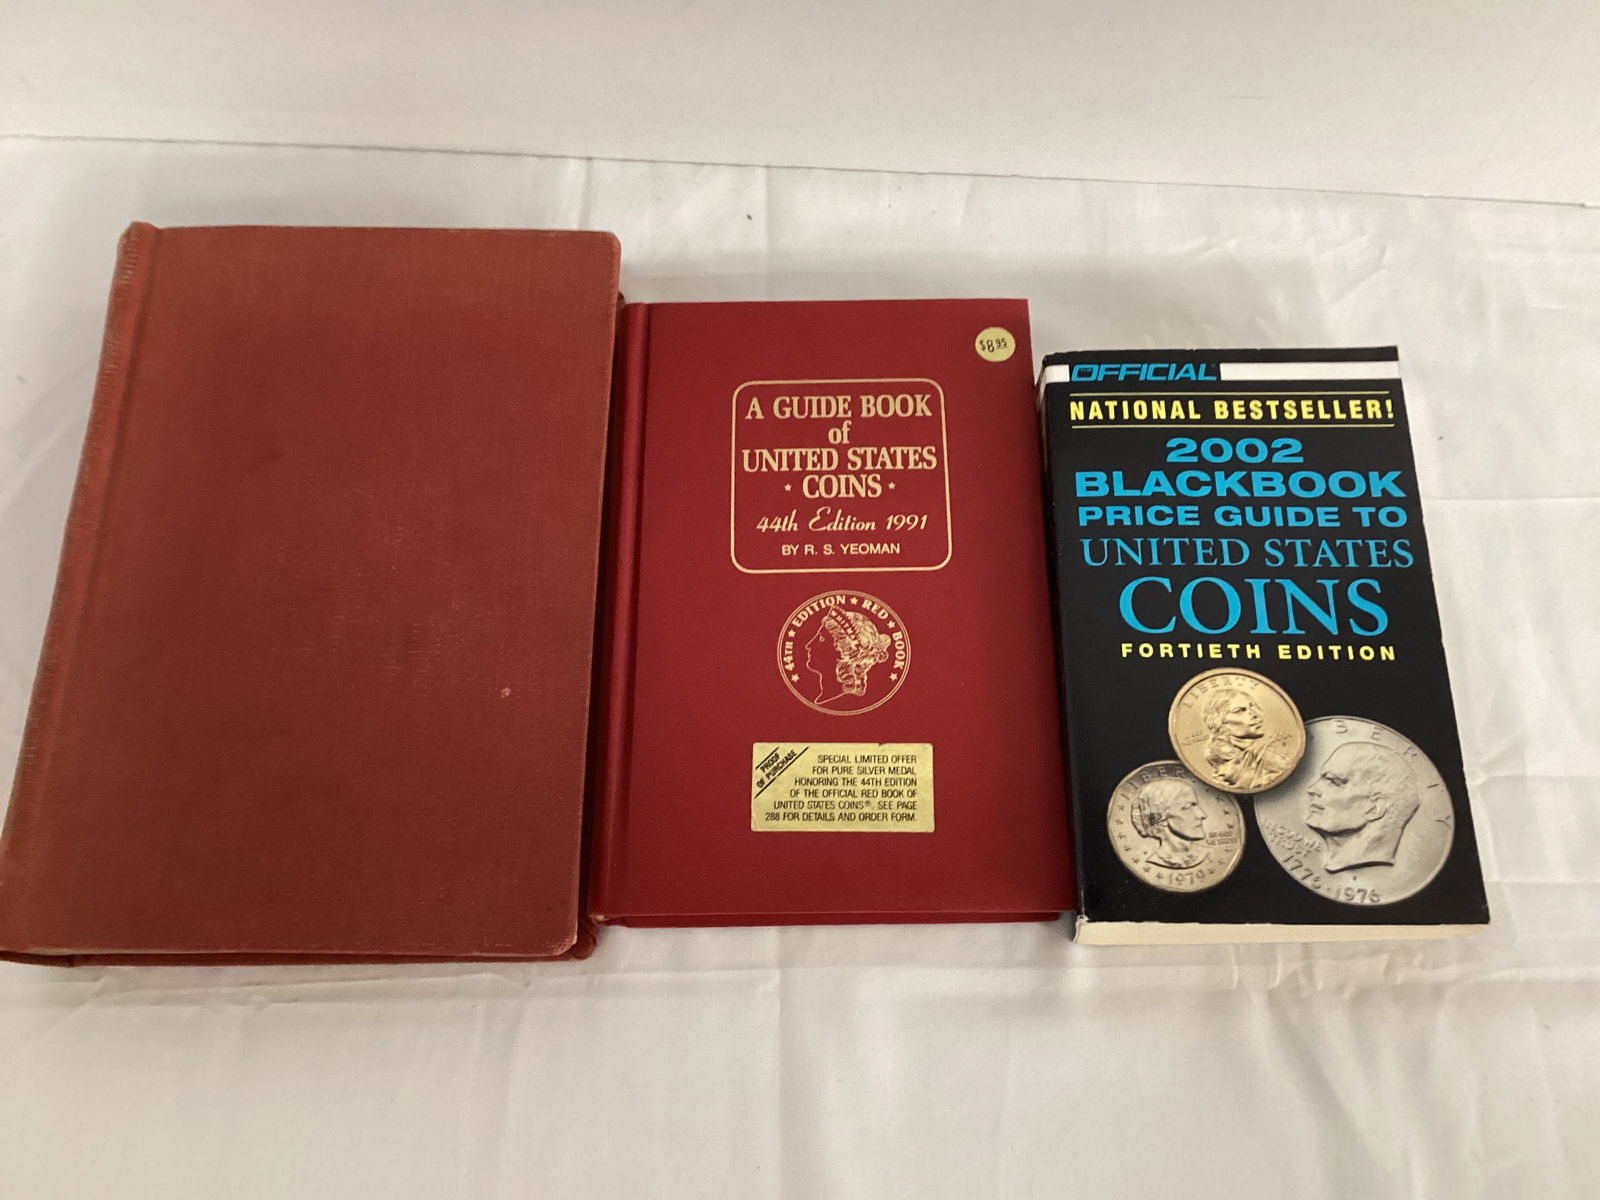 $8.95
A GUIDE BOOK
of
UNITED STATES
COINS
44th Edition 1991
BY R. S. YEOMAN
★ 44TH ★ EDITION ★ RED ★ BOOK ★
PROOF
OF PURCHASE
SPECIAL LIMITED OFFER
FOR PURE SILVER MEDAL
HONORING THE 44TH EDITION
OF THE OFFICIAL RED BOOK OF
UNITED STATES COINS®. SEE PAGE
288 FOR DETAILS AND ORDER FORM.
THE OFFICIAL®
NATIONAL BESTSELLER!
2002
BLACKBOOK
PRICE GUIDE TO
UNITED STATES
COINS
FORTIETH EDITION
LIBERTY
LIBERTY
1776-1976
LIBER
1979